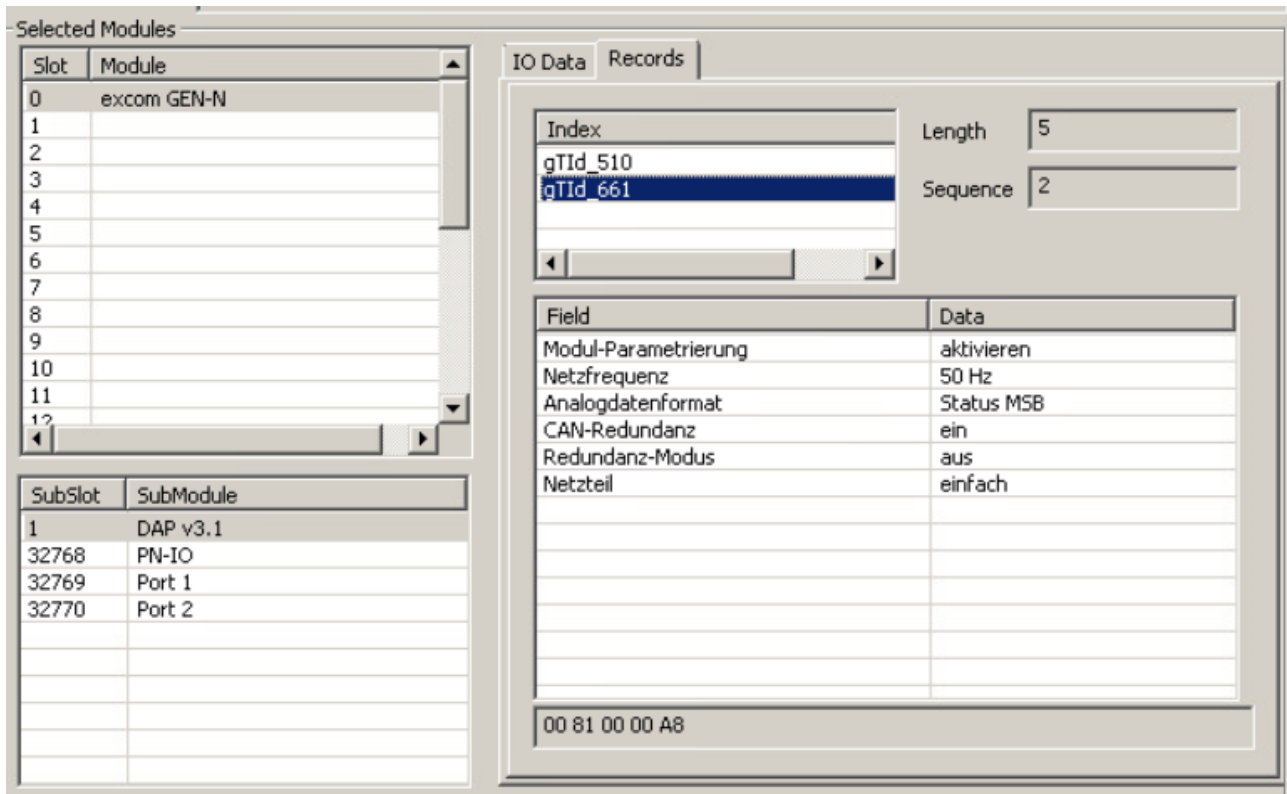 Selected Modules
Slot Module
0 excom GEN-N
1
2
3
4
5
6
7
8
9
10
11
12
SubSlot SubModule
1 DAP v3.1
32768 PN-IO
32769 Port 1
32770 Port 2
IO Data Records
Index
gTId_510
gTId_661
Length 5
Sequence 2
Field Data
Modul-Parametrierung aktivieren
Netzfrequenz 50 Hz
Analogdatenformat Status MSB
CAN-Redundanz ein
Redundanz-Modus aus
Netzteil einfach
00 81 00 00 A8